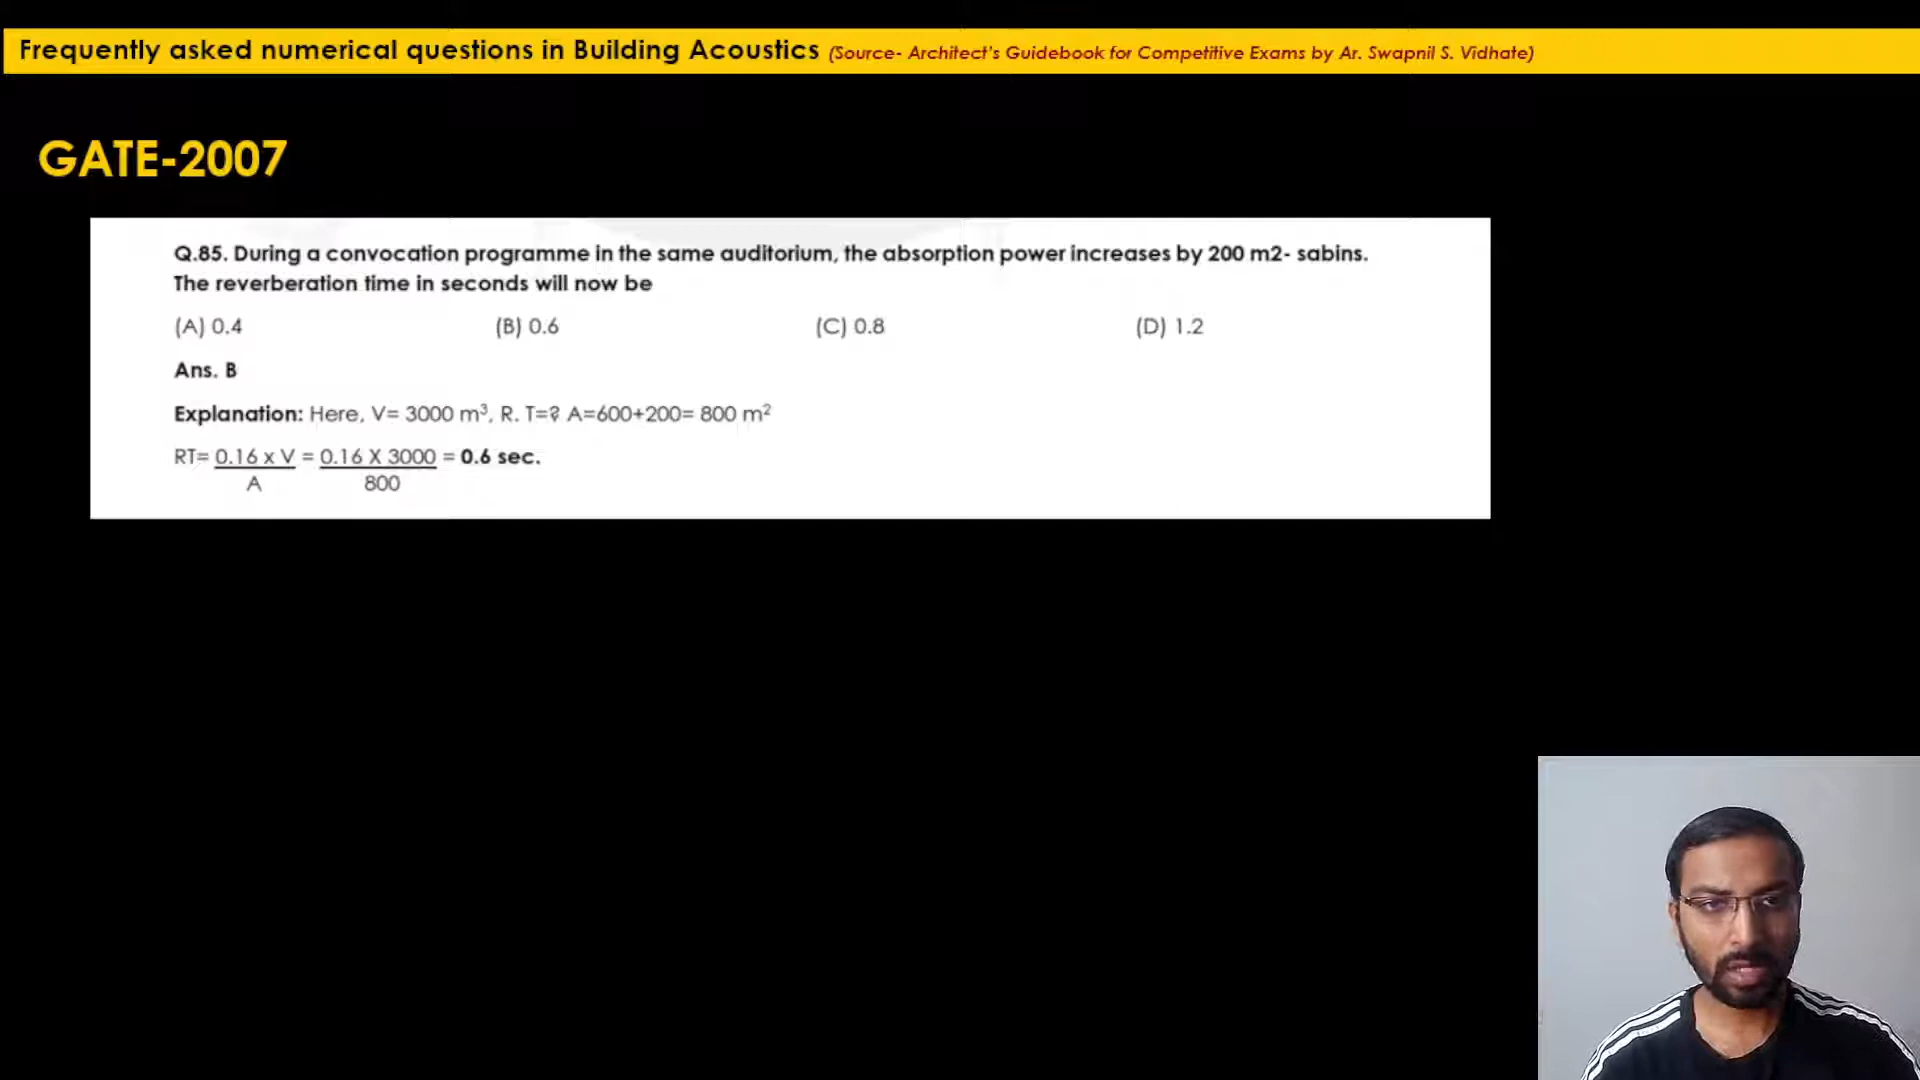 Frequently asked numerical questions in Building Acoustics (Source- Architect's Guidebook for Competitive Exams by Ar. Swapnil S. Vidhate)
GATE-2007
Q.85. During a convocation programme in the same auditorium, the absorption power increases by 200 m2- sabins.
The reverberation time in seconds will now be
(A) 0.4 (B) 0.6 (C) 0.8 (D) 1.2
Ans. B
Explanation: Here, V= 3000 m³, R. T=? A=600+200= 800 m²
RT= 0.16 x V = 0.16 X 3000 = 0.6 sec.
A 800